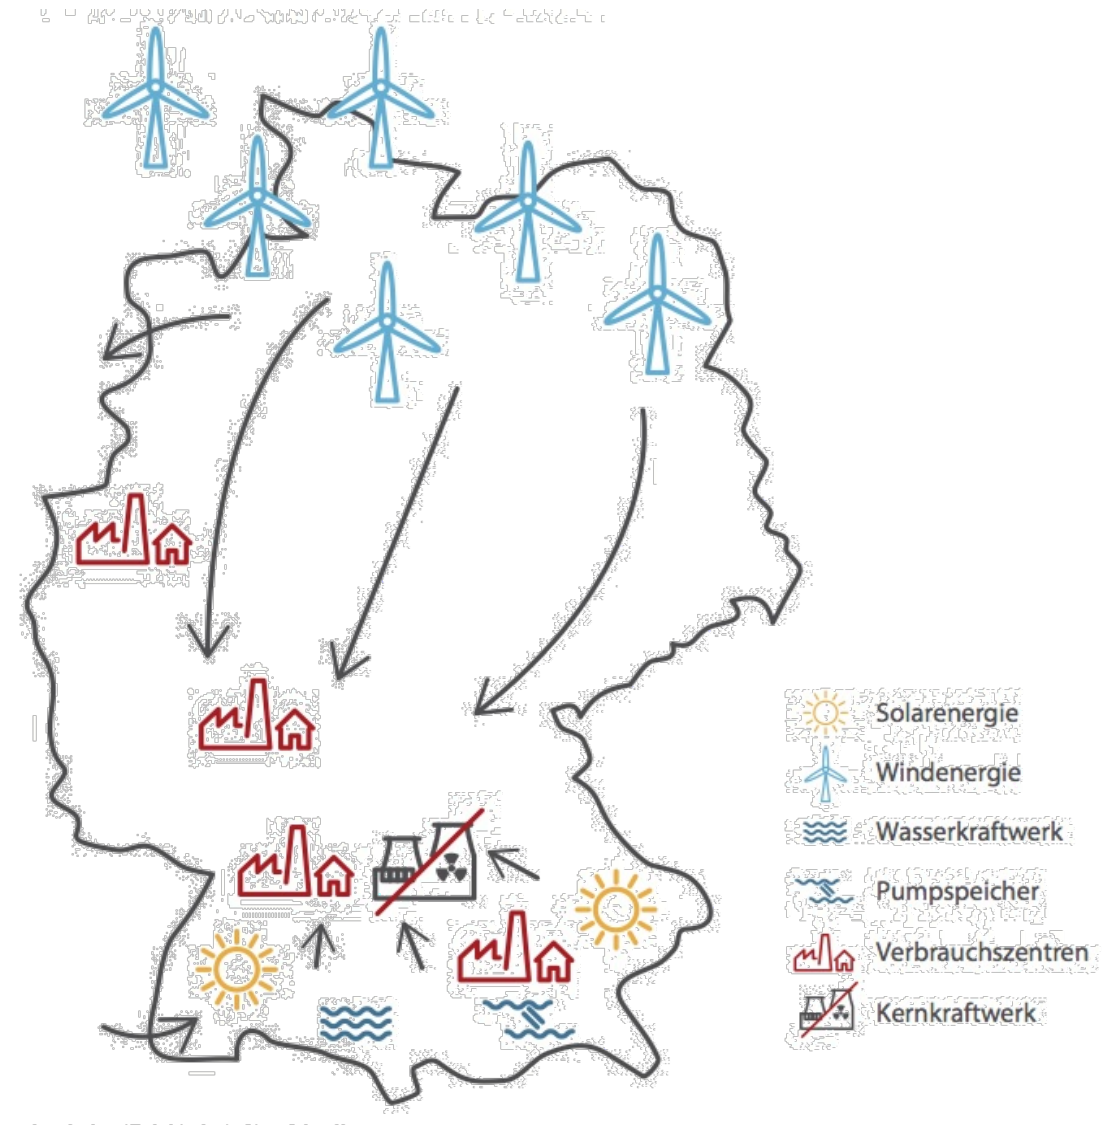 Solarenergie
Windenergie
Wasserkraftwerk
Pumpspeicher
Verbrauchszentren
Kernkraftwerk